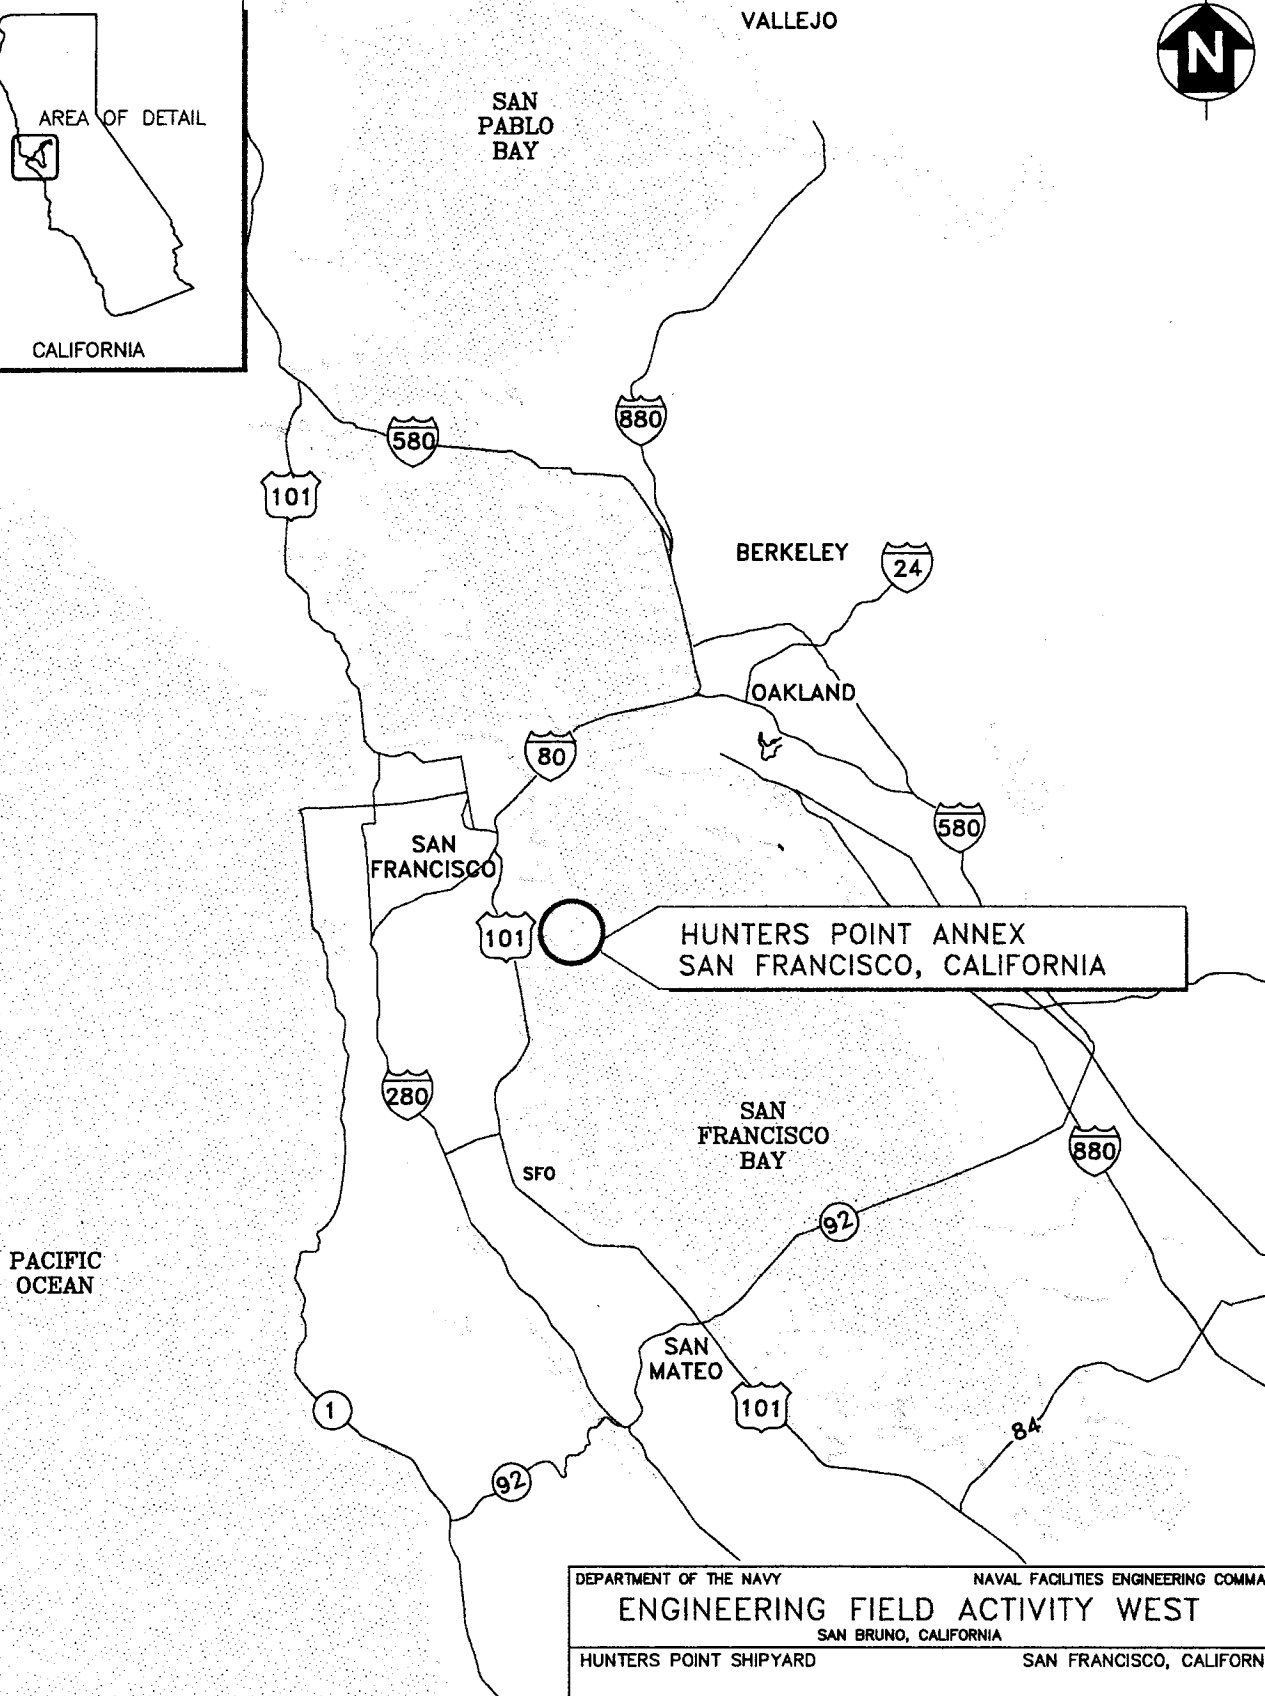 VALLEJO
N
SAN
PABLO
BAY
AREA OF DETAIL
CALIFORNIA
880
580
101
BERKELEY
24
OAKLAND
80
580
SAN
FRANCISCO
101
HUNTERS POINT ANNEX
SAN FRANCISCO, CALIFORNIA
280
SAN
FRANCISCO
BAY
880
SFO
92
PACIFIC
OCEAN
SAN
MATEO
101
1
84
92
DEPARTMENT OF THE NAVY NAVAL FACILITIES ENGINEERING COMMA
ENGINEERING FIELD ACTIVITY WEST
SAN BRUNO, CALIFORNIA
HUNTERS POINT SHIPYARD SAN FRANCISCO, CALIFORN